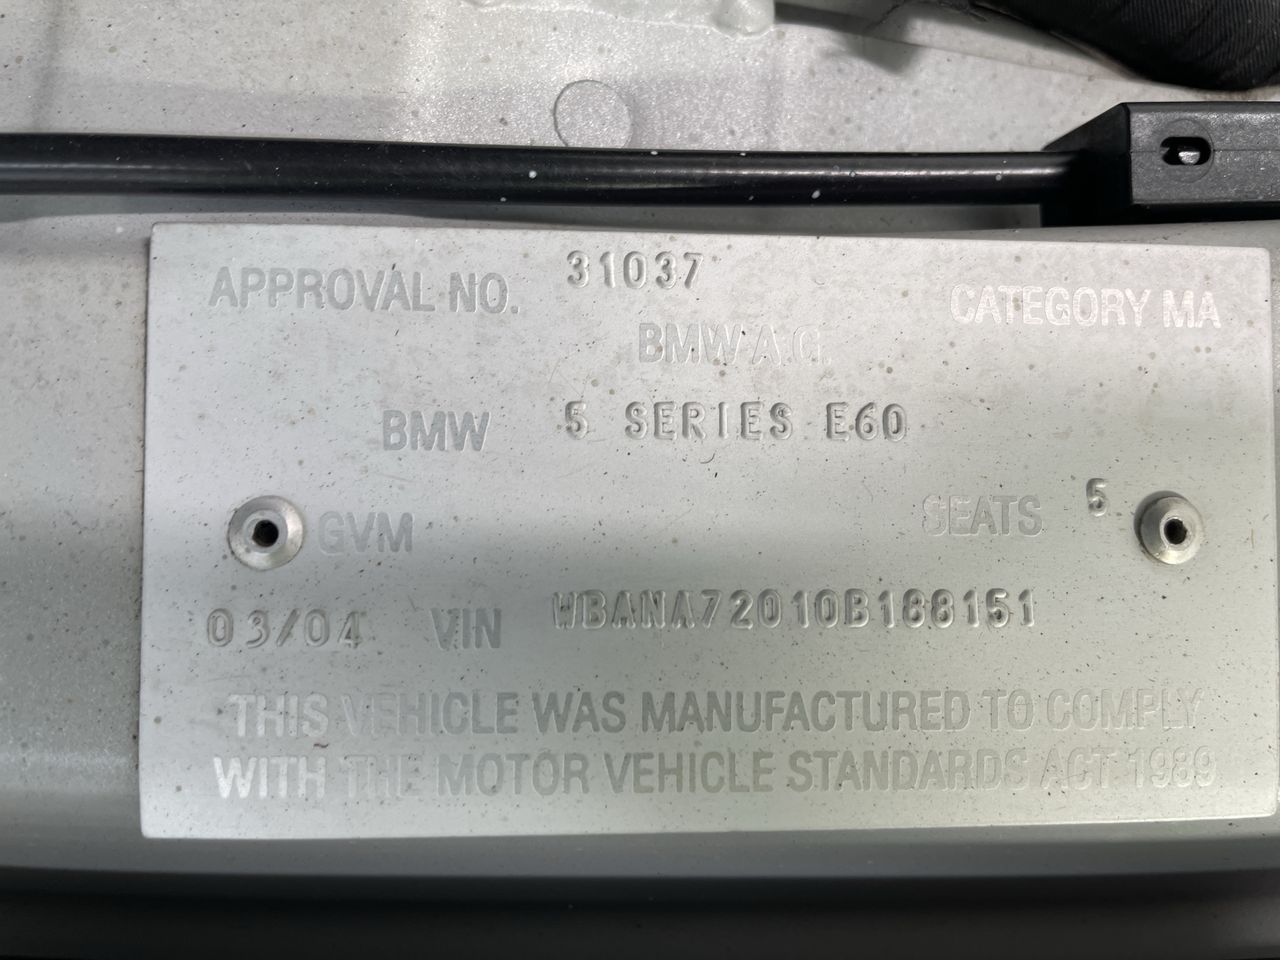 APPROVAL NO. 31037 CATEGORY MA
BMW A.G.
BMW 5 SERIES E60
GVM SEATS 5
03/04 VIN WBANA72010B188151
THIS VEHICLE WAS MANUFACTURED TO COMPLY
WITH THE MOTOR VEHICLE STANDARDS ACT 1989